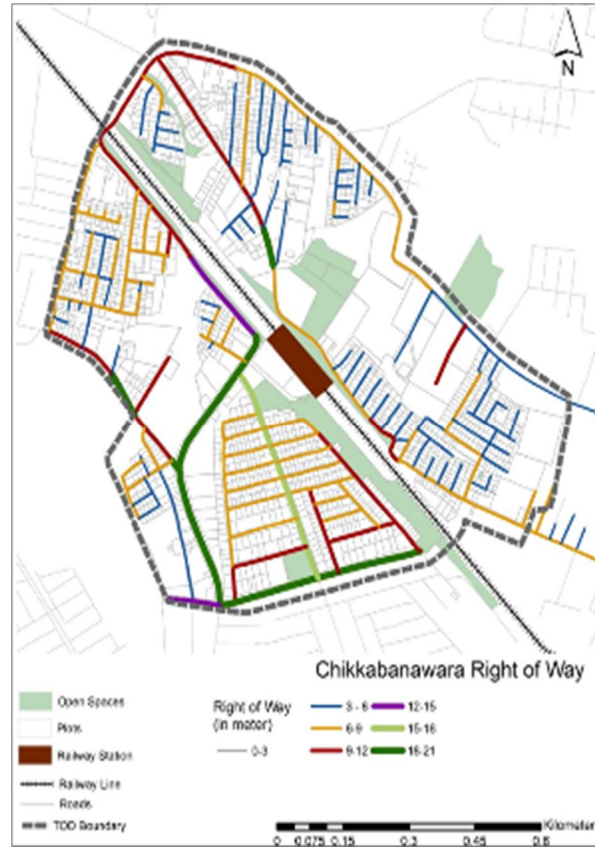 N
Chikkabanawara Right of Way
Open Spaces
Plots
Railway Station
Railway Line
Roads
TOD Boundary
Right of Way
(in meter)
0-3
3 - 6
6-9
9-12
12-15
15-18
18-21
Kilometer
0 0.075 0.15 0.3 0.45 0.6